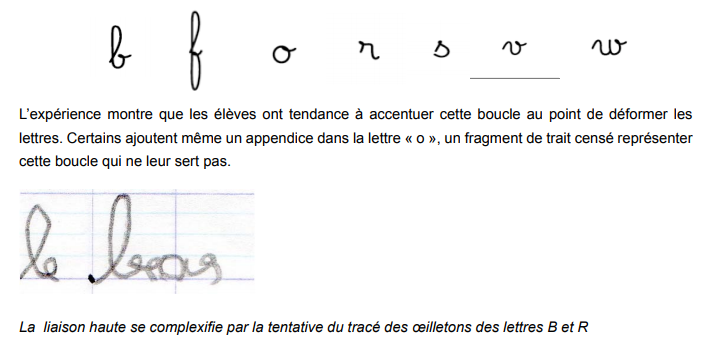 b f o r s v w
L’expérience montre que les élèves ont tendance à accentuer cette boucle au point de déformer les
lettres. Certains ajoutent même un appendice dans la lettre « o », un fragment de trait censé représenter
cette boucle qui ne leur sert pas.
le bras
La liaison haute se complexifie par la tentative du tracé des œilletons des lettres B et R